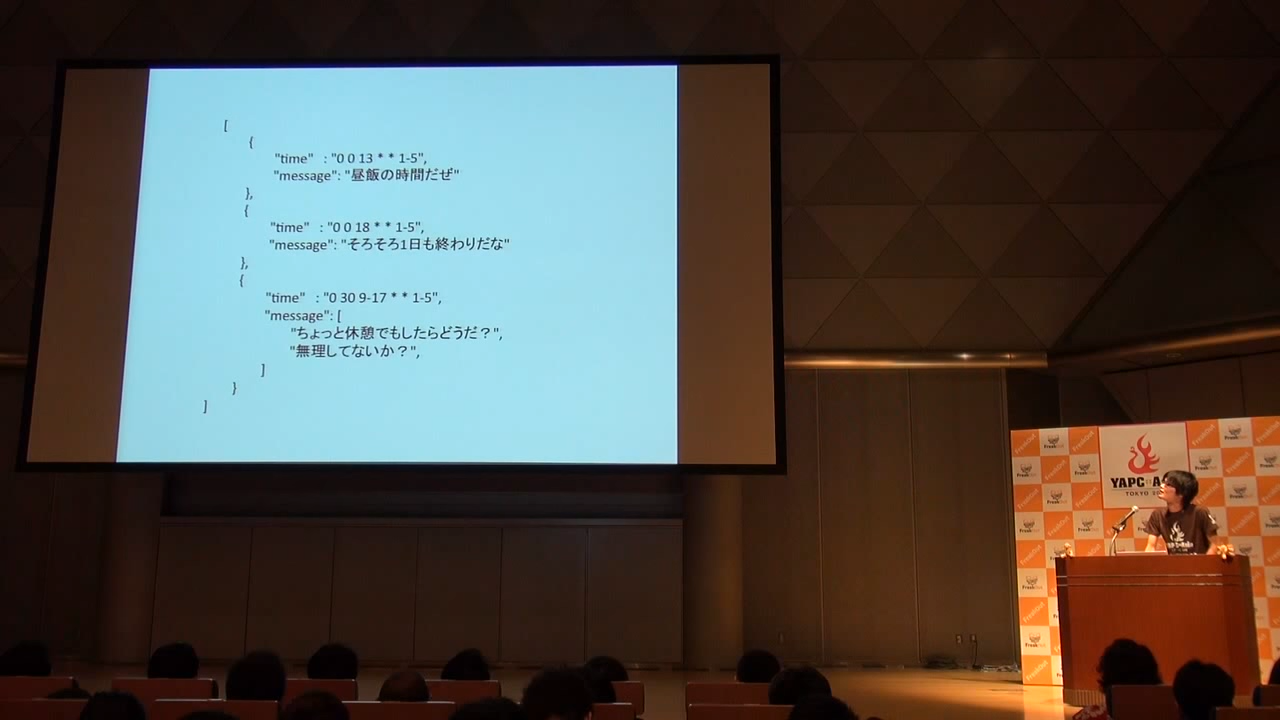 [
{
"time" : "0 0 13 * * 1-5",
"message": "昼飯の時間だぜ"
},
{
"time" : "0 0 18 * * 1-5",
"message": "そろそろ1日も終わりだな"
},
{
"time" : "0 30 9-17 * * 1-5",
"message": [
"ちょっと休憩でもしたらどうだ？",
"無理してないか？",
]
}
]
FreakOut
YAPC
TOKYO